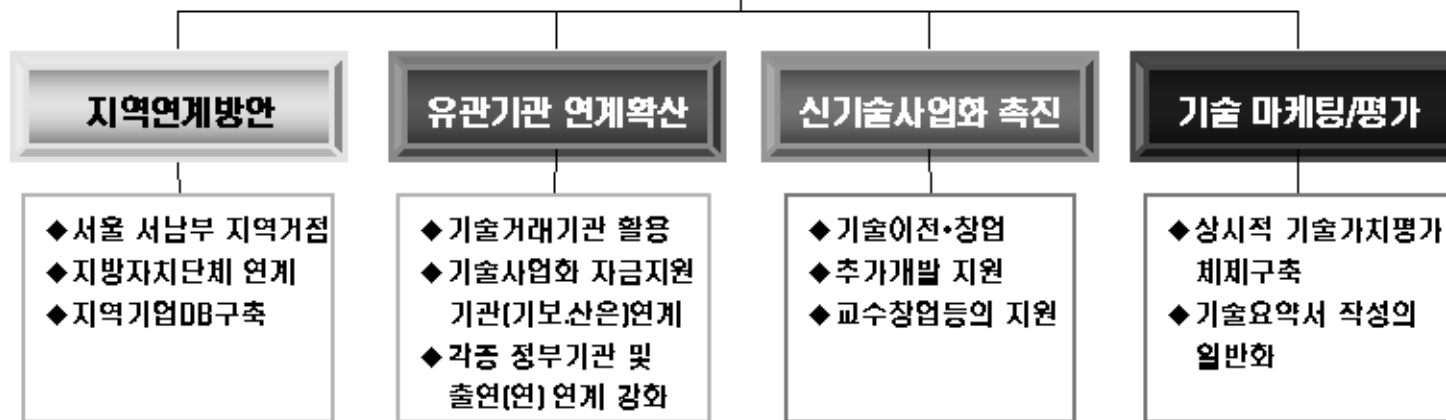 지역연계방안
◆서울 서남부 지역거점
◆지방자치단체 연계
◆지역기업DB구축
유관기관 연계확산
◆기술거래기관 활용
◆기술사업화 자금지원
기관(기보.산은)연계
◆각종 정부기관 및
출연(연) 연계 강화
신기술사업화 촉진
◆기술이전•창업
◆추가개발 지원
◆교수창업등의 지원
기술 마케팅/평가
◆상시적 기술가치평가
체제구축
◆기술요약서 작성의
일반화